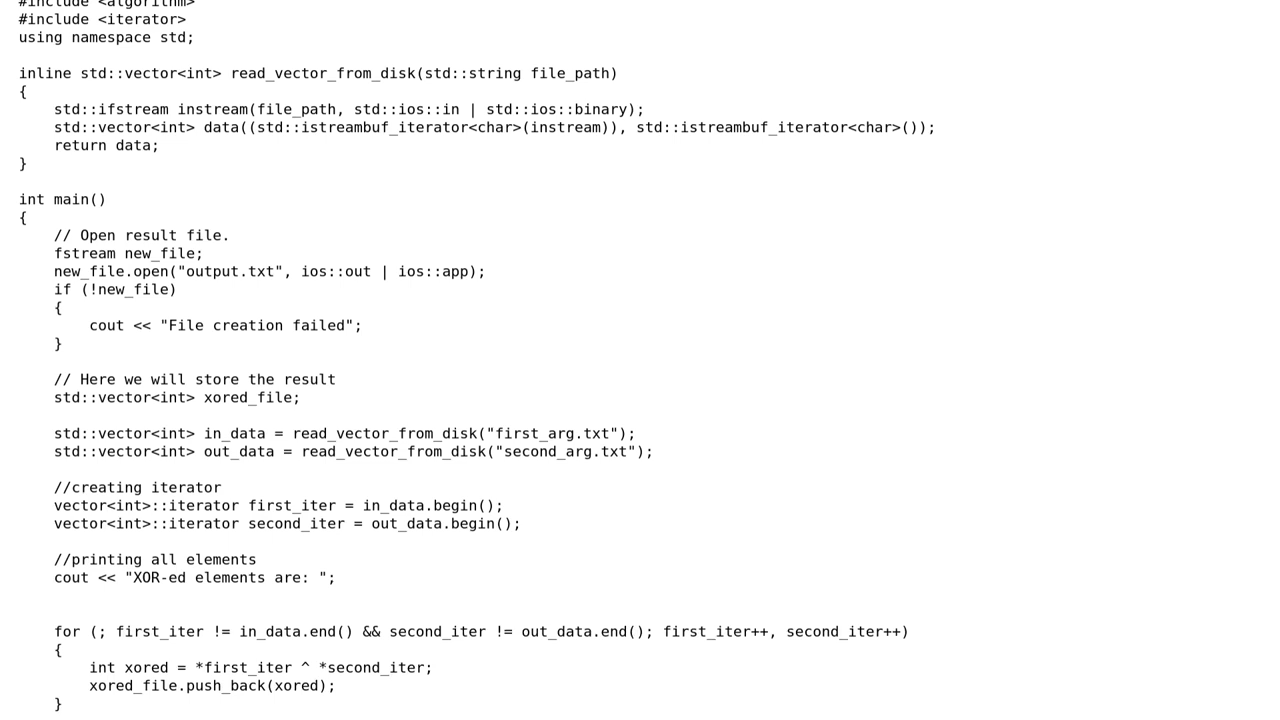 #include <algorithm>
#include <iterator>
using namespace std;

inline std::vector<int> read_vector_from_disk(std::string file_path)
{
    std::ifstream instream(file_path, std::ios::in | std::ios::binary);
    std::vector<int> data((std::istreambuf_iterator<char>(instream)), std::istreambuf_iterator<char>());
    return data;
}

int main()
{
    // Open result file.
    fstream new_file;
    new_file.open("output.txt", ios::out | ios::app);
    if (!new_file)
    {
        cout << "File creation failed";
    }

    // Here we will store the result
    std::vector<int> xored_file;

    std::vector<int> in_data = read_vector_from_disk("first_arg.txt");
    std::vector<int> out_data = read_vector_from_disk("second_arg.txt");

    //creating iterator
    vector<int>::iterator first_iter = in_data.begin();
    vector<int>::iterator second_iter = out_data.begin();

    //printing all elements
    cout << "XOR-ed elements are: ";


    for (; first_iter != in_data.end() && second_iter != out_data.end(); first_iter++, second_iter++)
    {
        int xored = *first_iter ^ *second_iter;
        xored_file.push_back(xored);
    }